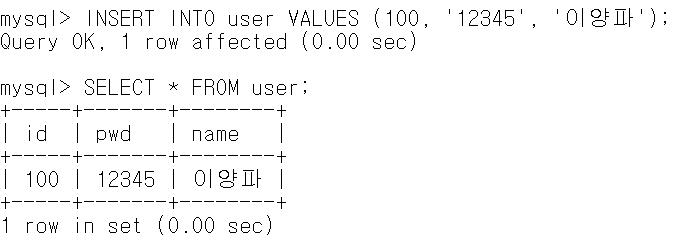 mysql> INSERT INTO user VALUES (100, '12345', '이양파');
Query OK, 1 row affected (0.00 sec)
mysql> SELECT * FROM user;
+-----+-------+--------+
| id | pwd | name |
+-----+-------+--------+
| 100 | 12345 | 이양파 |
+-----+-------+--------+
1 row in set (0.00 sec)